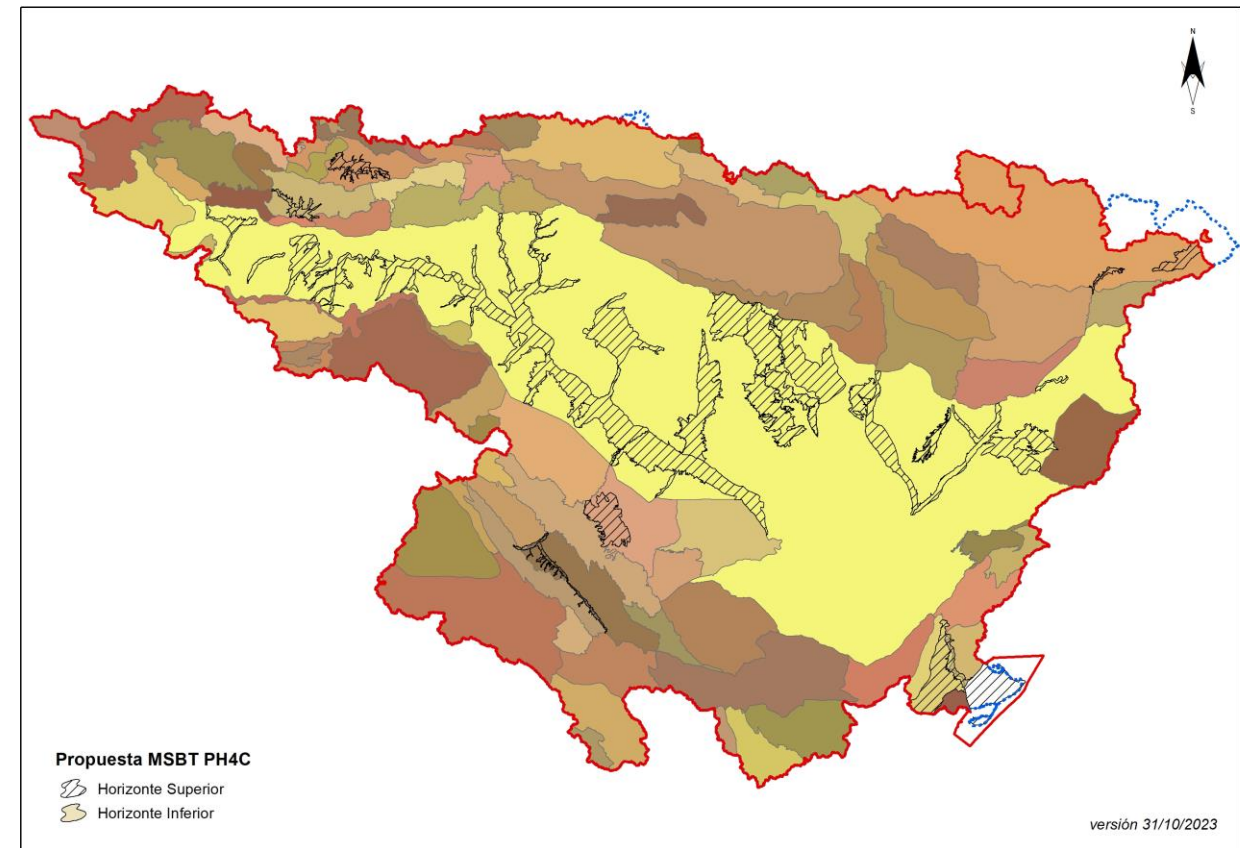 N
S
Propuesta MSBT PH4C
Horizonte Superior
Horizonte Inferior
versión 31/10/2023